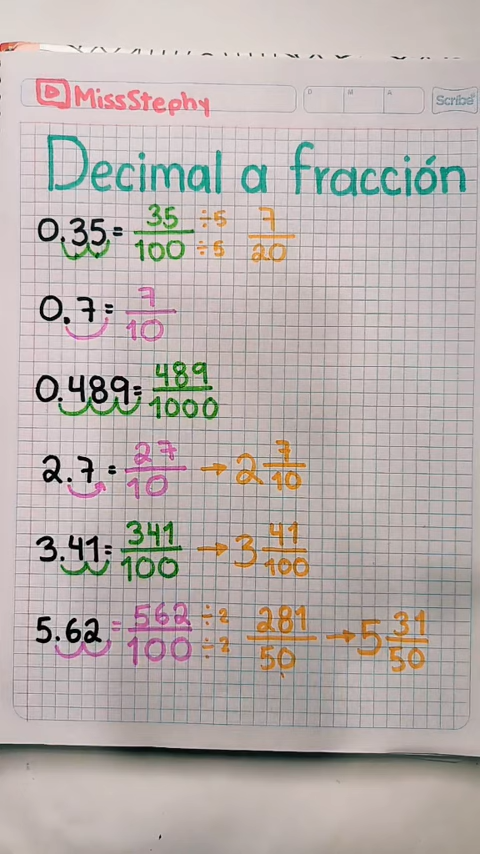 MissStephy
D M A
Scribe
Decimal a fracción
0.35 = 35/100 ÷5/÷5 7/20
0.7 = 7/10
0.489 = 489/1000
2.7 = 27/10 → 2 7/10
3.41 = 341/100 → 3 41/100
5.62 = 562/100 ÷2/÷2 281/50 → 5 31/50